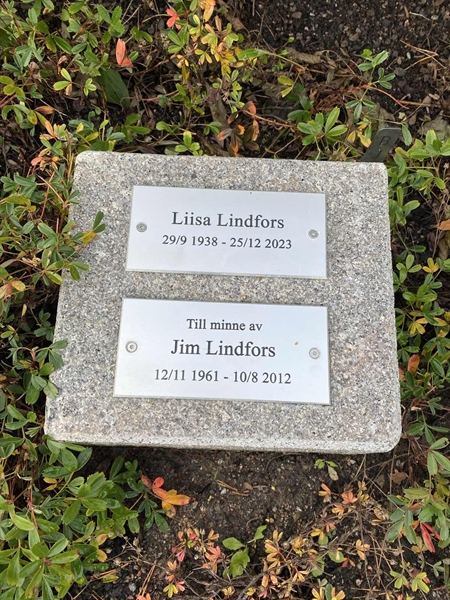 Liisa Lindfors
29/9 1938 - 25/12 2023
Till minne av
Jim Lindfors
12/11 1961 - 10/8 2012